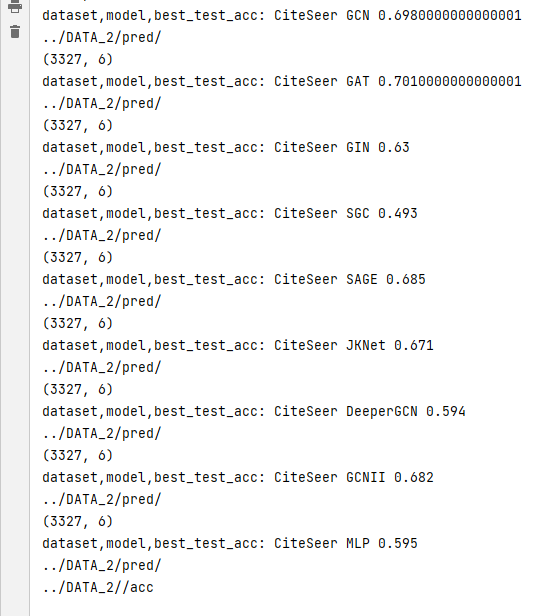 dataset,model,best_test_acc: CiteSeer GCN 0.6980000000000001
../DATA_2/pred/
(3327, 6)
dataset,model,best_test_acc: CiteSeer GAT 0.7010000000000001
../DATA_2/pred/
(3327, 6)
dataset,model,best_test_acc: CiteSeer GIN 0.63
../DATA_2/pred/
(3327, 6)
dataset,model,best_test_acc: CiteSeer SGC 0.493
../DATA_2/pred/
(3327, 6)
dataset,model,best_test_acc: CiteSeer SAGE 0.685
../DATA_2/pred/
(3327, 6)
dataset,model,best_test_acc: CiteSeer JKNet 0.671
../DATA_2/pred/
(3327, 6)
dataset,model,best_test_acc: CiteSeer DeeperGCN 0.594
../DATA_2/pred/
(3327, 6)
dataset,model,best_test_acc: CiteSeer GCNII 0.682
../DATA_2/pred/
(3327, 6)
dataset,model,best_test_acc: CiteSeer MLP 0.595
../DATA_2/pred/
../DATA_2//acc